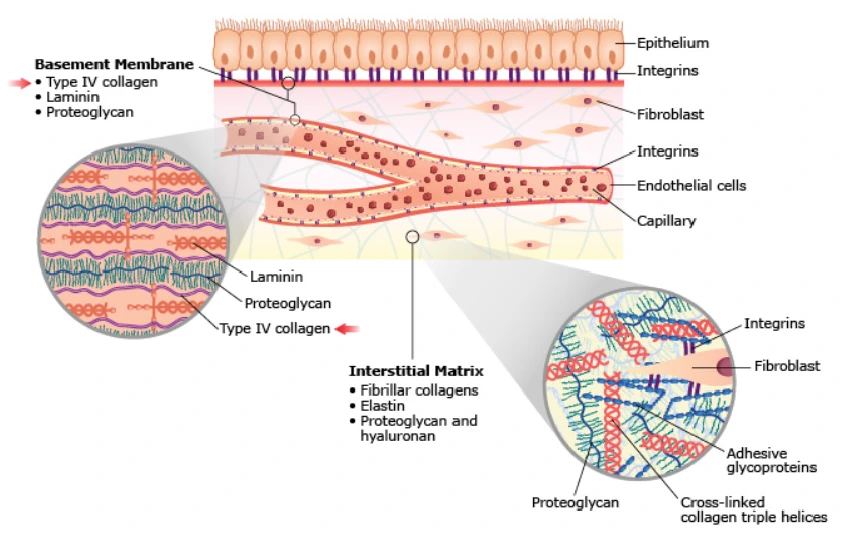 Basement Membrane
• Type IV collagen
• Laminin
• Proteoglycan
Epithelium
Integrins
Fibroblast
Integrins
Endothelial cells
Capillary
Laminin
Proteoglycan
Type IV collagen
Interstitial Matrix
• Fibrillar collagens
• Elastin
• Proteoglycan and
hyaluronan
Integrins
Fibroblast
Adhesive
glycoproteins
Proteoglycan
Cross-linked
collagen triple helices